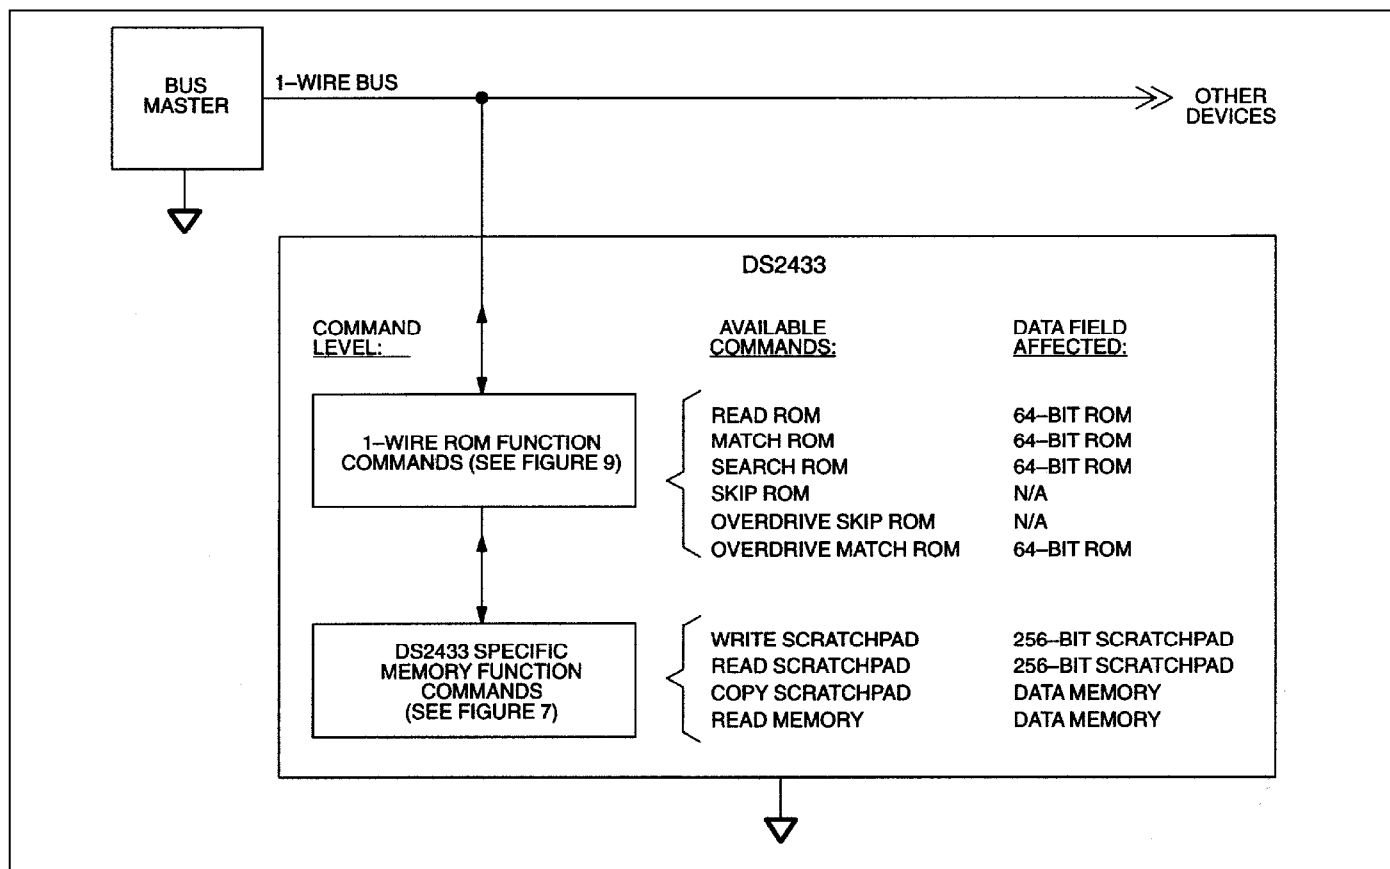 BUS
MASTER
1–WIRE BUS
OTHER
DEVICES
DS2433
COMMAND
LEVEL:
AVAILABLE
COMMANDS:
DATA FIELD
AFFECTED:
1–WIRE ROM FUNCTION
COMMANDS (SEE FIGURE 9)
READ ROM 64–BIT ROM
MATCH ROM 64–BIT ROM
SEARCH ROM 64–BIT ROM
SKIP ROM N/A
OVERDRIVE SKIP ROM N/A
OVERDRIVE MATCH ROM 64–BIT ROM
DS2433 SPECIFIC
MEMORY FUNCTION
COMMANDS
(SEE FIGURE 7)
WRITE SCRATCHPAD 256–BIT SCRATCHPAD
READ SCRATCHPAD 256–BIT SCRATCHPAD
COPY SCRATCHPAD DATA MEMORY
READ MEMORY DATA MEMORY